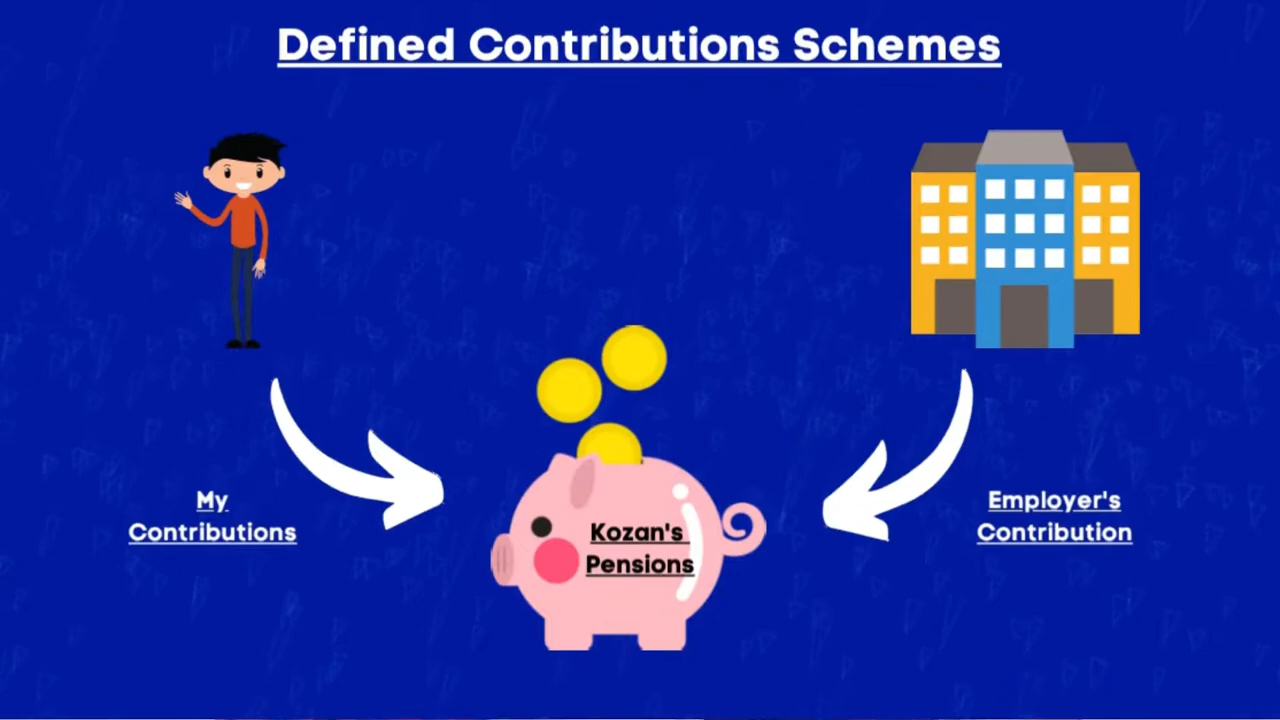 Defined Contributions Schemes
My
Contributions
Kozan's
Pensions
Employer's
Contribution